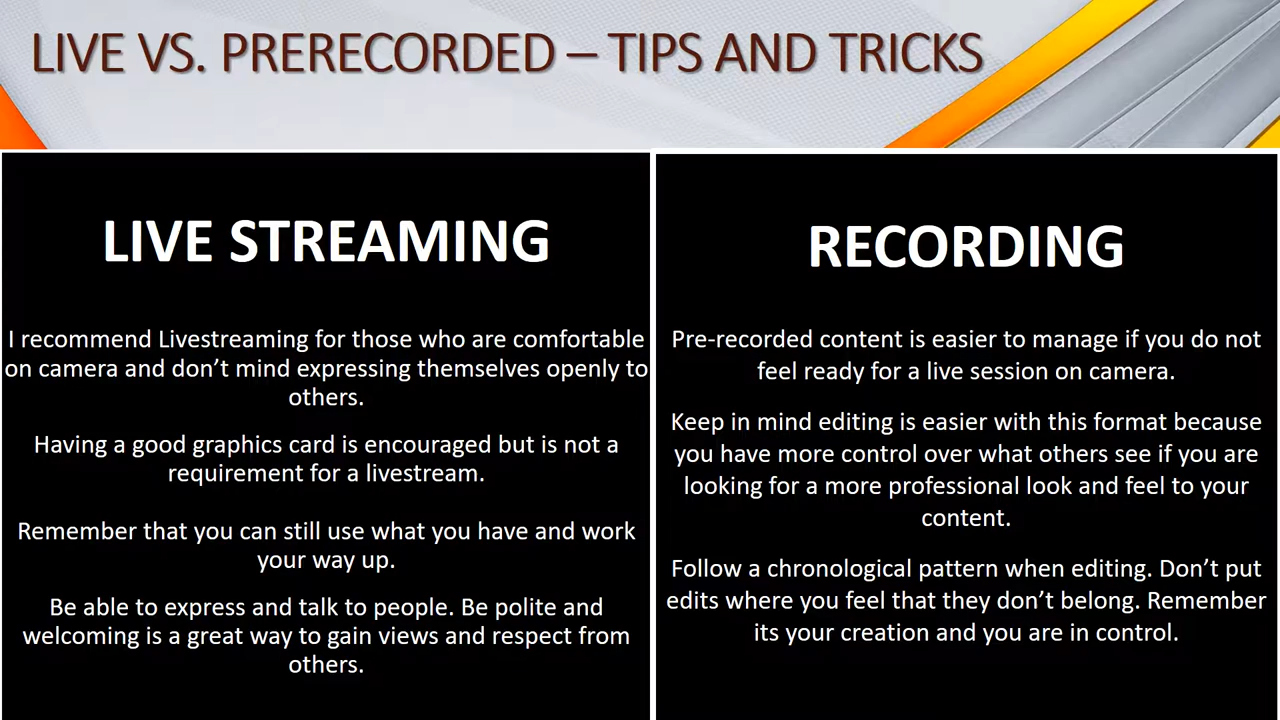 LIVE VS. PRERECORDED – TIPS AND TRICKS
LIVE STREAMING
I recommend Livestreaming for those who are comfortable
on camera and don’t mind expressing themselves openly to
others.
Having a good graphics card is encouraged but is not a
requirement for a livestream.
Remember that you can still use what you have and work
your way up.
Be able to express and talk to people. Be polite and
welcoming is a great way to gain views and respect from
others.
RECORDING
Pre-recorded content is easier to manage if you do not
feel ready for a live session on camera.
Keep in mind editing is easier with this format because
you have more control over what others see if you are
looking for a more professional look and feel to your
content.
Follow a chronological pattern when editing. Don’t put
edits where you feel that they don’t belong. Remember
its your creation and you are in control.